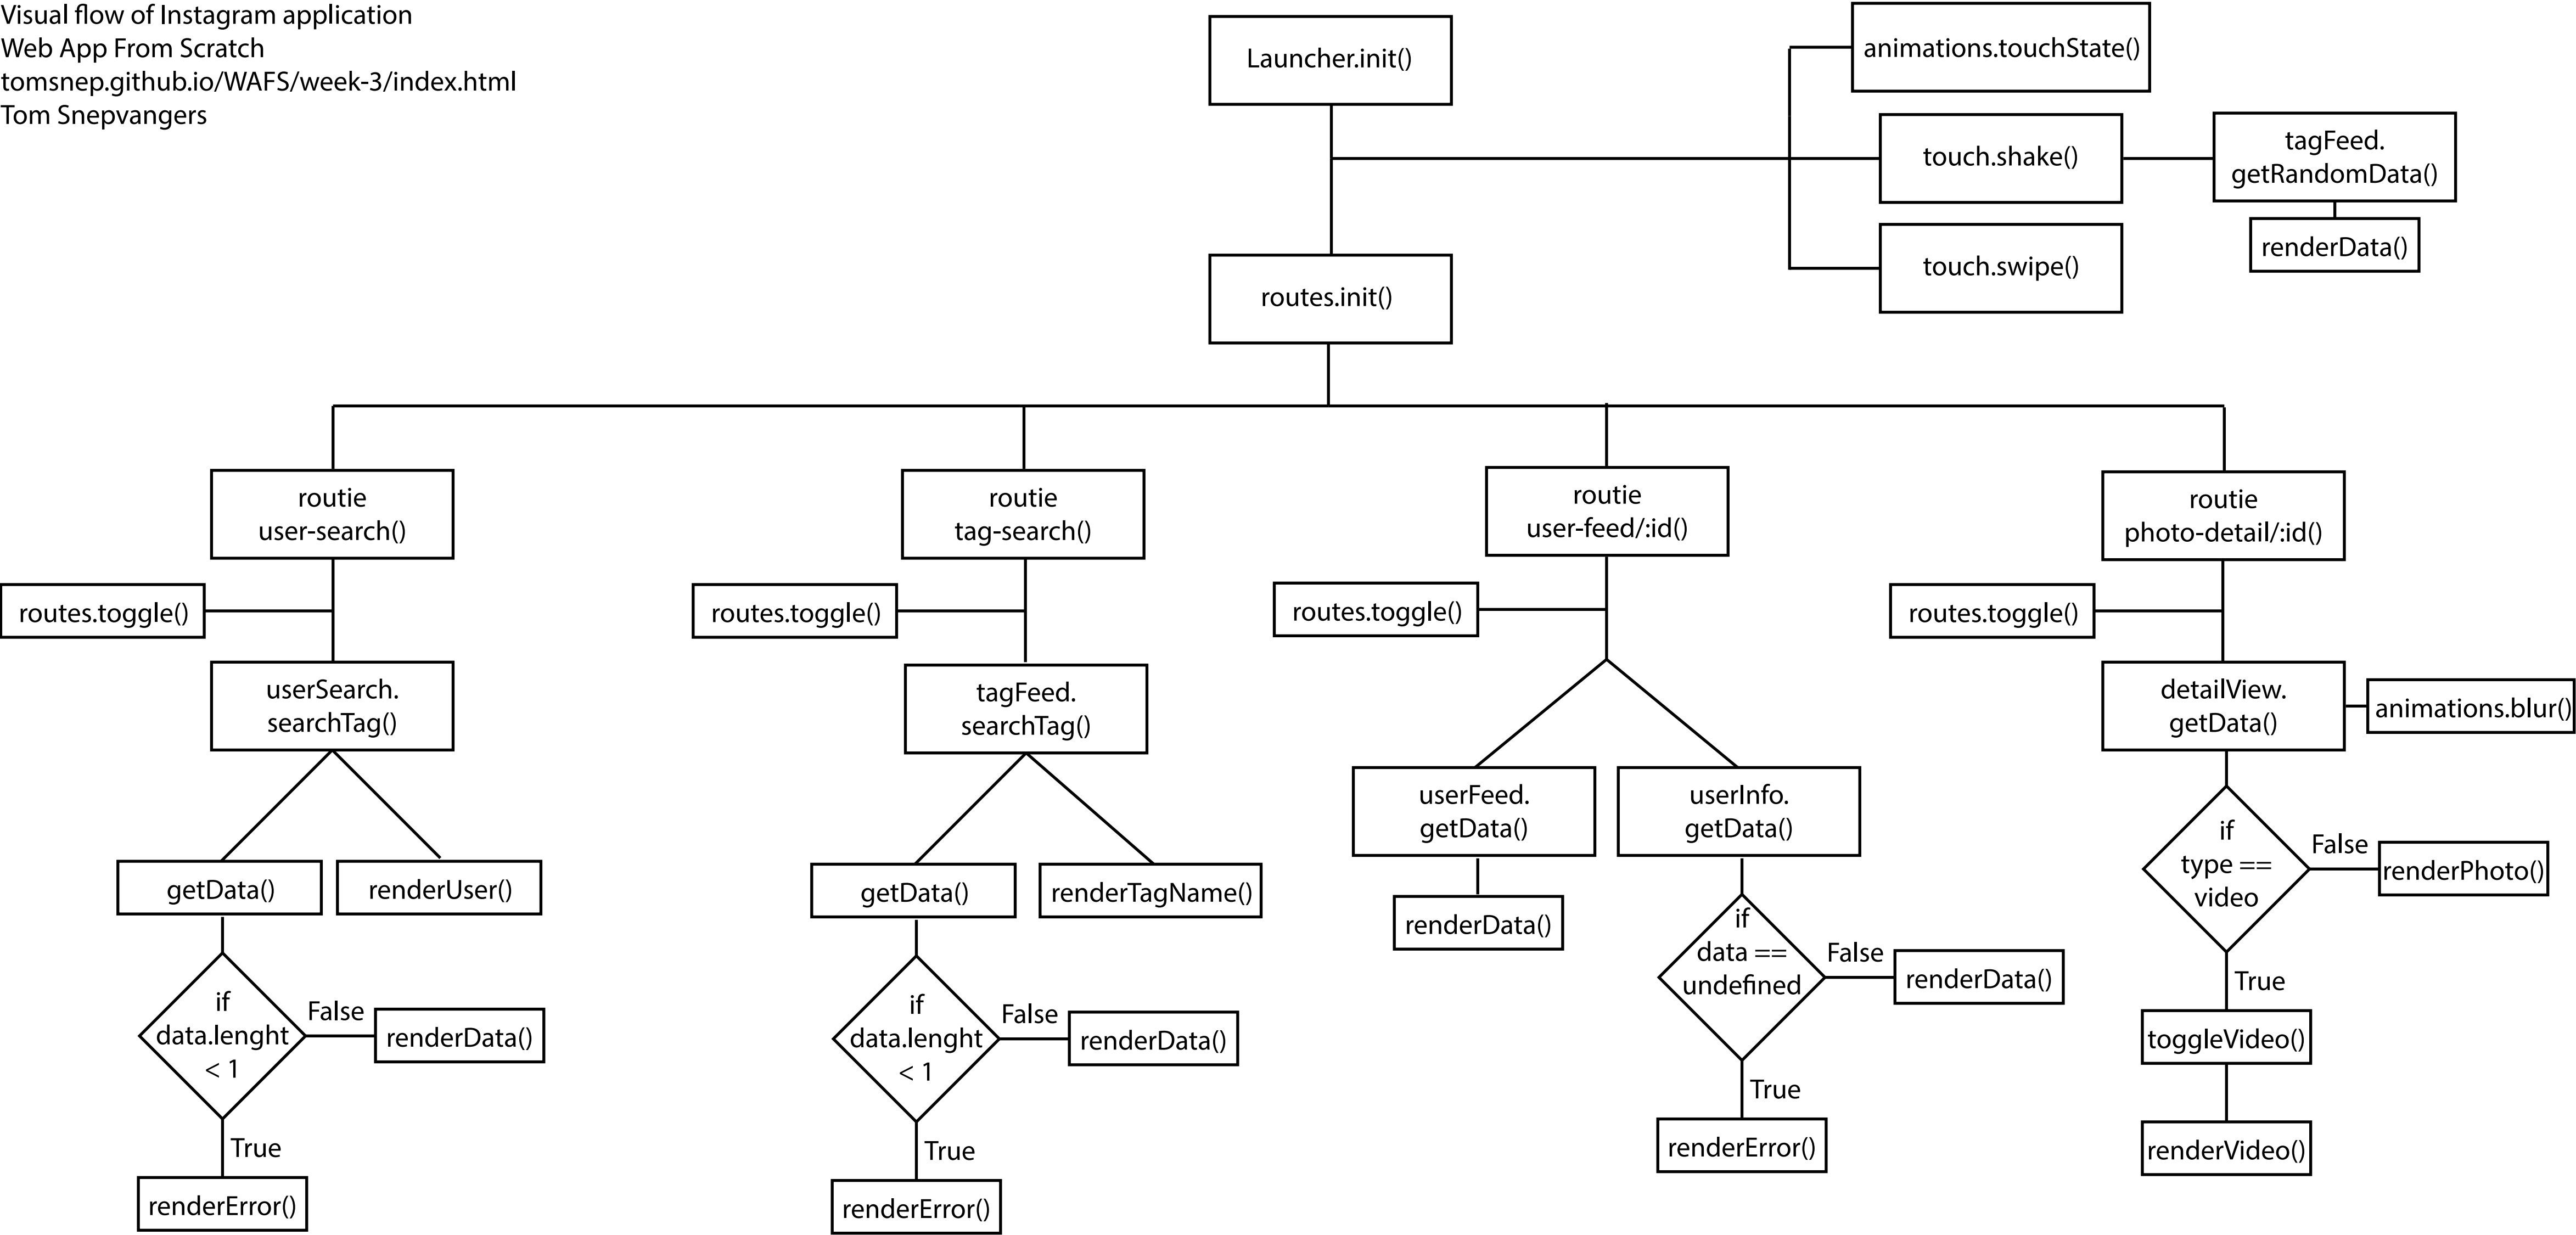 Visual flow of Instagram application
Web App From Scratch
tomsnep.github.io/WAFS/week-3/index.html
Tom Snepvangers
Launcher.init()
animations.touchState()
touch.shake()
tagFeed.
getRandomData()
renderData()
touch.swipe()
routes.init()
routie
user-search()
routes.toggle()
userSearch.
searchTag()
getData()
renderUser()
if
data.lenght
< 1
False
renderData()
True
renderError()
routie
tag-search()
routes.toggle()
tagFeed.
searchTag()
getData()
renderTagName()
if
data.lenght
< 1
False
renderData()
True
renderError()
routie
user-feed/:id()
routes.toggle()
userFeed.
getData()
renderData()
userInfo.
getData()
if
data ==
undefined
False
renderData()
True
renderError()
routie
photo-detail/:id()
routes.toggle()
detailView.
getData()
animations.blur()
if
type ==
video
False
renderPhoto()
True
toggleVideo()
renderVideo()